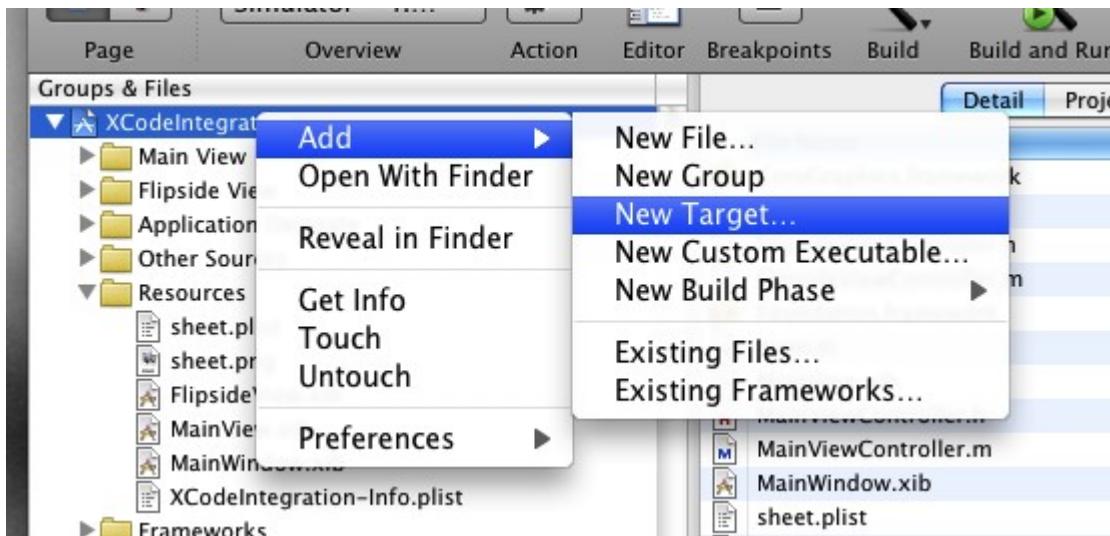 Simulator
Page
Overview
Action
Editor
Breakpoints
Build
Build and Run
Groups & Files
Detail
Proje
XCodeIntegrat
Main View
Flipside Vie
Application
Other Sour
Resources
sheet.pl
sheet.pn
Flipside
MainVie
MainWindow.xib
XCodeIntegration-Info.plist
Frameworks
Add
Open With Finder
Reveal in Finder
Get Info
Touch
Untouch
Preferences
New File...
New Group
New Target...
New Custom Executable...
New Build Phase
Existing Files...
Existing Frameworks...
MainViewController.h
MainViewController.m
MainWindow.xib
sheet.plist